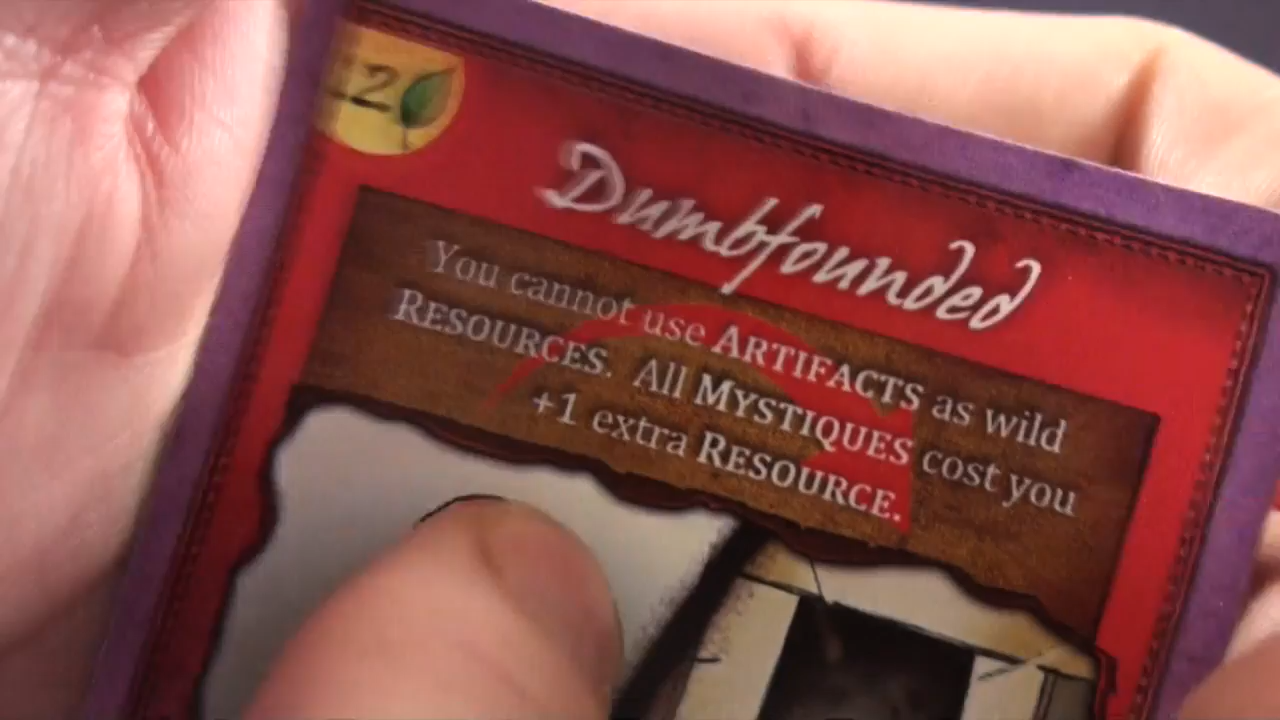 Dumbfounded
You cannot use ARTIFACTS as wild
RESOURCES. All MYSTIQUES cost you
+1 extra RESOURCE.